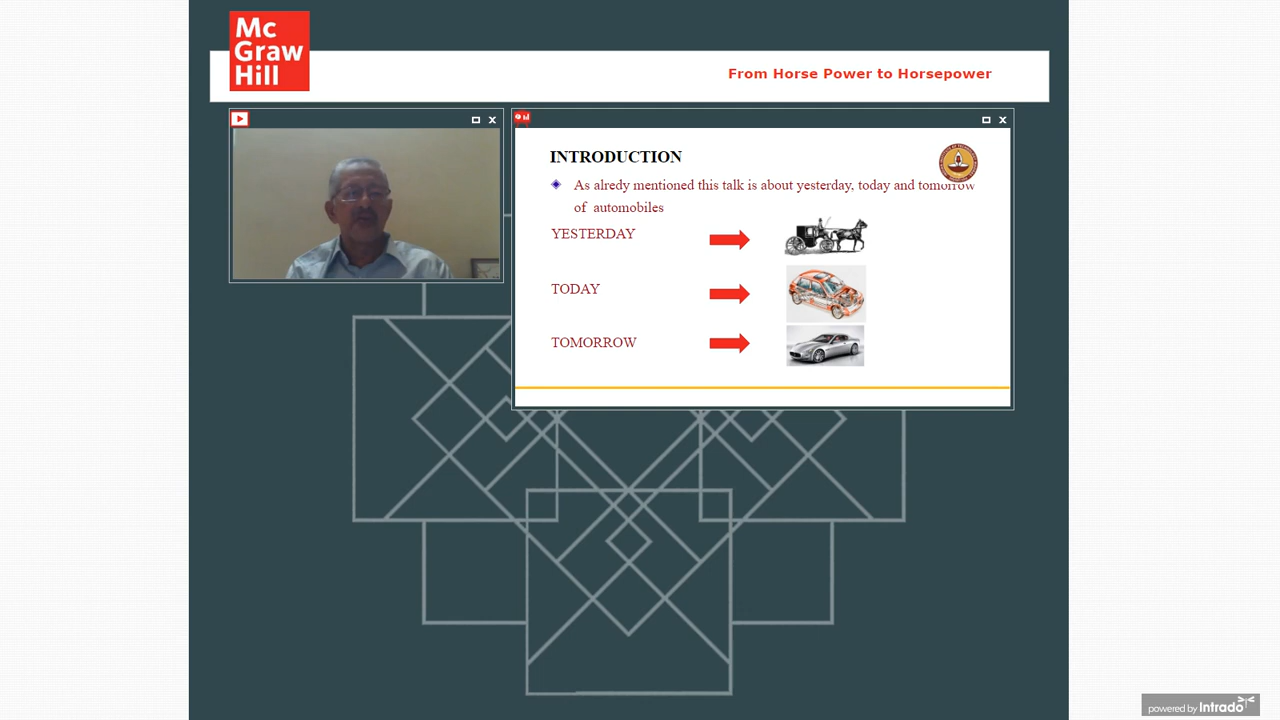 Mc
Graw
Hill
From Horse Power to Horsepower
INTRODUCTION
As alredy mentioned this talk is about yesterday, today and tomorrow
of automobiles
YESTERDAY
TODAY
TOMORROW
powered by Intrado